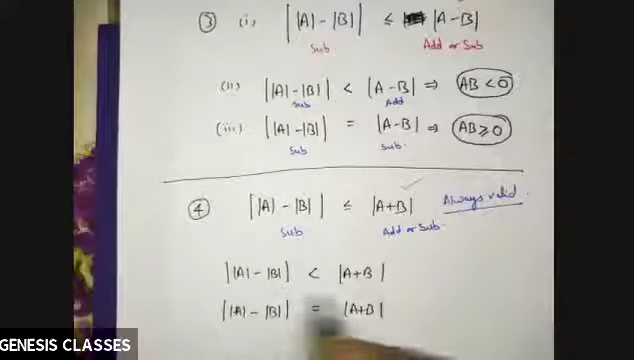 ③ (i) ||A| - |B|| ≤ |A - B|
Sub Add or Sub
(ii) ||A| - |B|| < |A - B| ⇒ AB < 0
Sub Add
(iii) ||A| - |B|| = |A - B| ⇒ AB ≥ 0
Sub Sub.
④ ||A| - |B|| ≤ |A + B| Always valid.
Sub Add or Sub.
||A| - |B|| < |A + B|
||A| - |B|| = |A + B|
GENESIS CLASSES